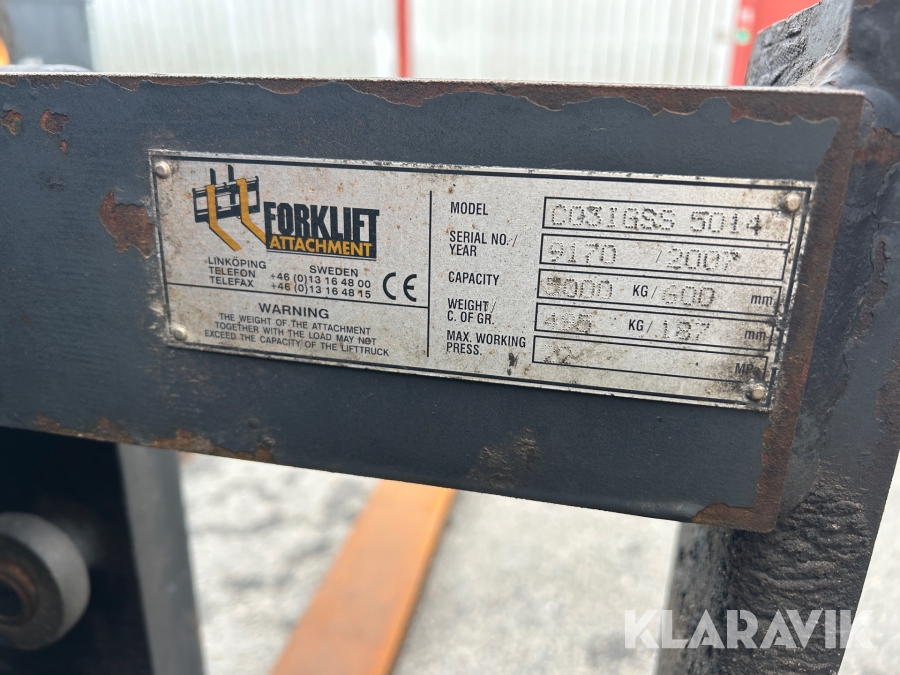 FORKLIFT
ATTACHMENT
LINKÖPING SWEDEN
TELEFON +46 (0)13 16 48 00
TELEFAX +46 (0)13 16 48 15
CE
WARNING
THE WEIGHT OF THE ATTACHMENT
TOGETHER WITH THE LOAD MAY NOT
EXCEED THE CAPACITY OF THE LIFTTRUCK
MODEL 5014
SERIAL NO./
YEAR 9170 / 2007
CAPACITY KG / 600 mm
WEIGHT/
C. OF GR. KG / 187 mm
MAX. WORKING
PRESS. MPa
KLARAVIK